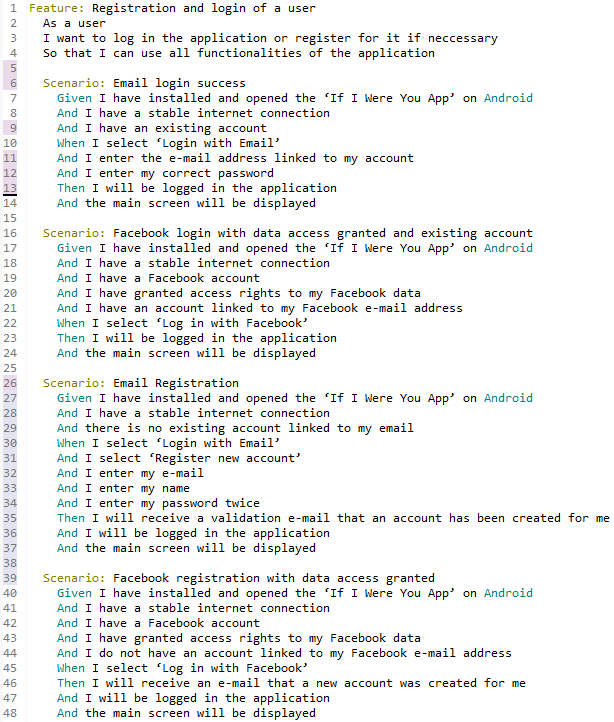 1 Feature: Registration and login of a user
2 As a user
3 I want to log in the application or register for it if neccessary
4 So that I can use all functionalities of the application
5
6 Scenario: Email login success
7 Given I have installed and opened the ‘If I Were You App’ on Android
8 And I have a stable internet connection
9 And I have an existing account
10 When I select ‘Login with Email’
11 And I enter the e-mail address linked to my account
12 And I enter my correct password
13 Then I will be logged in the application
14 And the main screen will be displayed
15
16 Scenario: Facebook login with data access granted and existing account
17 Given I have installed and opened the ‘If I Were You App’ on Android
18 And I have a stable internet connection
19 And I have a Facebook account
20 And I have granted access rights to my Facebook data
21 And I have an account linked to my Facebook e-mail address
22 When I select ‘Log in with Facebook’
23 Then I will be logged in the application
24 And the main screen will be displayed
25
26 Scenario: Email Registration
27 Given I have installed and opened the ‘If I Were You App’ on Android
28 And I have a stable internet connection
29 And there is no existing account linked to my email
30 When I select ‘Login with Email’
31 And I select ‘Register new account’
32 And I enter my e-mail
33 And I enter my name
34 And I enter my password twice
35 Then I will receive a validation e-mail that an account has been created for me
36 And I will be logged in the application
37 And the main screen will be displayed
38
39 Scenario: Facebook registration with data access granted
40 Given I have installed and opened the ‘If I Were You App’ on Android
41 And I have a stable internet connection
42 And I have a Facebook account
43 And I have granted access rights to my Facebook data
44 And I do not have an account linked to my Facebook e-mail address
45 When I select ‘Log in with Facebook’
46 Then I will receive an e-mail that a new account was created for me
47 And I will be logged in the application
48 And the main screen will be displayed